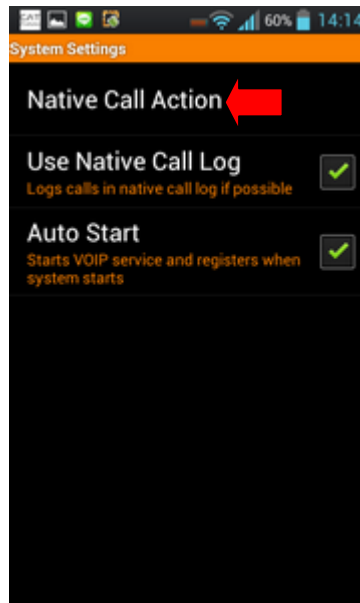 CAT
60%
14:14
System Settings
Native Call Action
Use Native Call Log
Logs calls in native call log if possible
Auto Start
Starts VOIP service and registers when
system starts